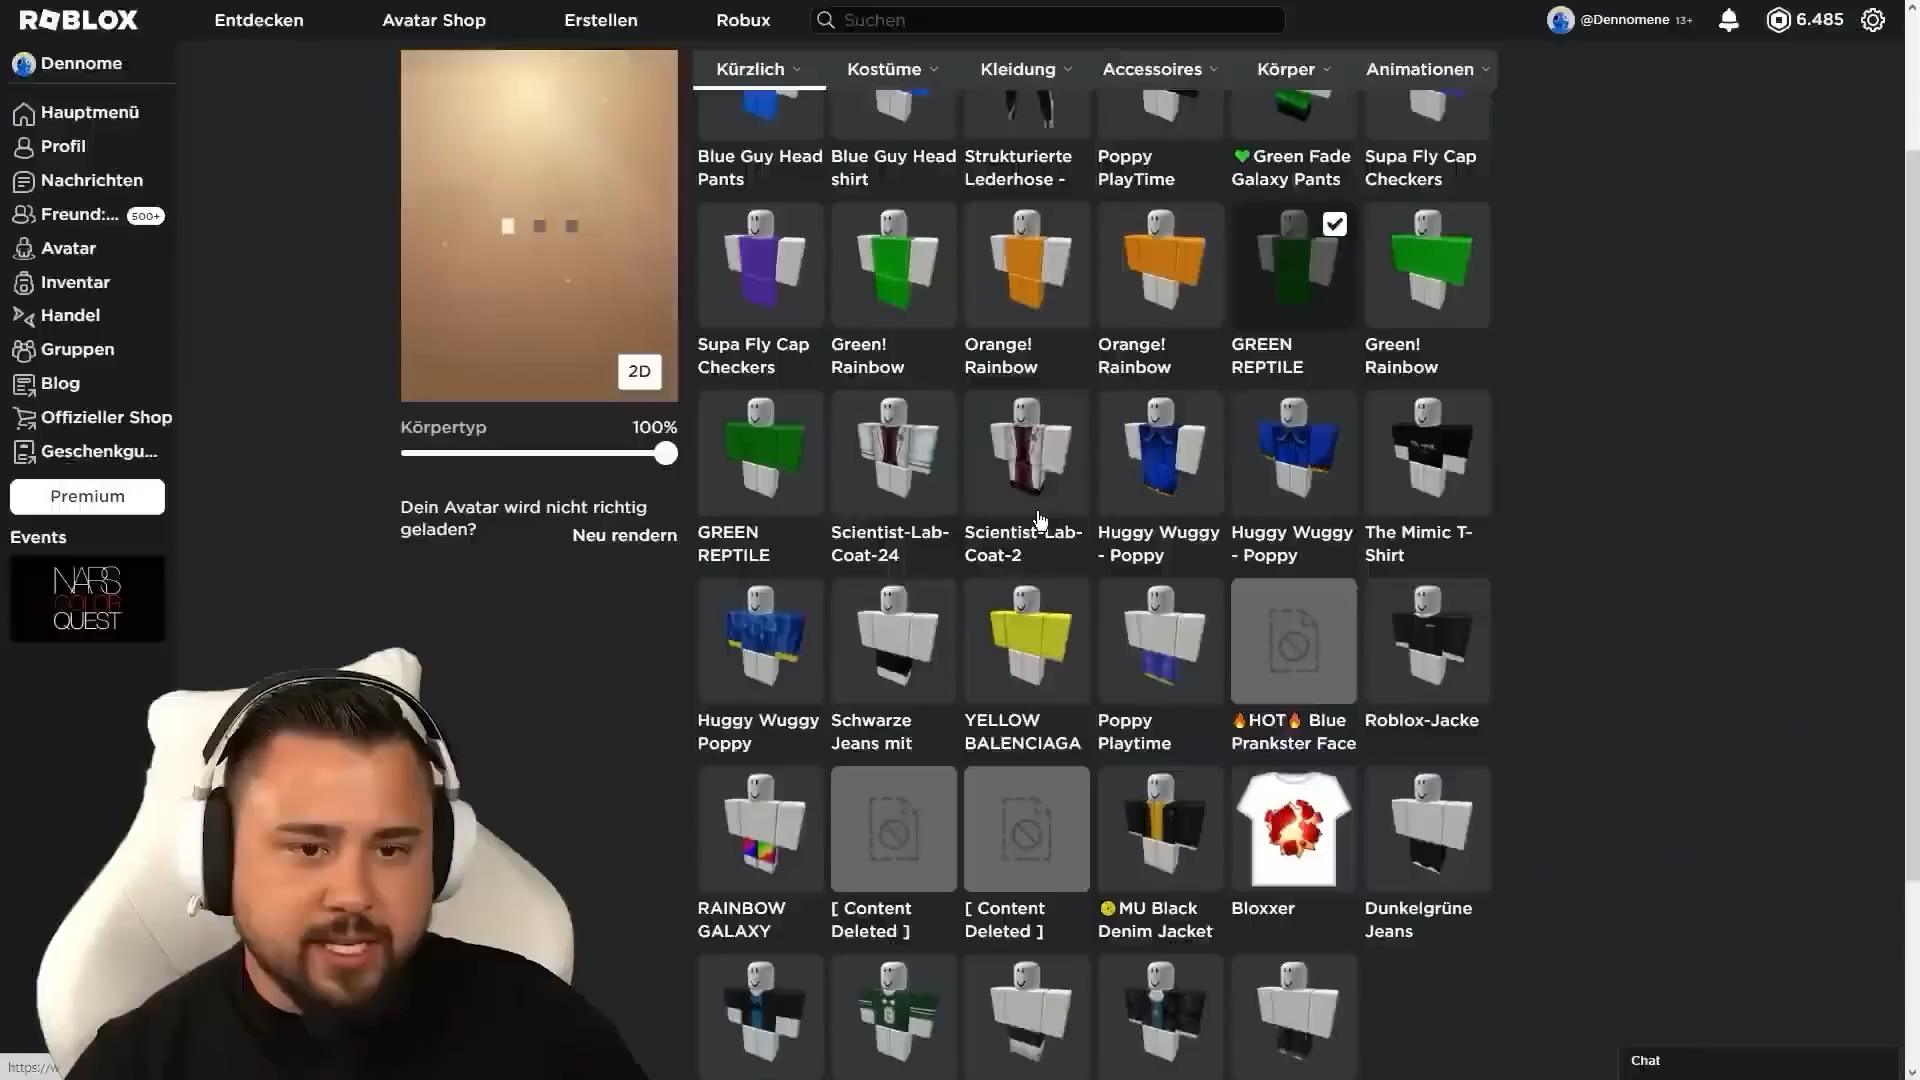 ROBLOX
Entdecken
Avatar Shop
Erstellen
Robux
Suchen
@Dennomene 13+
6.485
Dennome
Hauptmenü
Profil
Nachrichten
Freund:... 500+
Avatar
Inventar
Handel
Gruppen
Blog
Offizieller Shop
Geschenkgu...
Premium
Events
NARS
COLOR
QUEST
2D
Körpertyp 100%
Dein Avatar wird nicht richtig
geladen?
Neu rendern
Kürzlich
Kostüme
Kleidung
Accessoires
Körper
Animationen
Blue Guy Head
Pants
Blue Guy Head
shirt
Strukturierte
Lederhose -
Poppy
PlayTime
💚Green Fade
Galaxy Pants
Supa Fly Cap
Checkers
Supa Fly Cap
Checkers
Green!
Rainbow
Orange!
Rainbow
Orange!
Rainbow
GREEN
REPTILE
Green!
Rainbow
GREEN
REPTILE
Scientist-Lab-
Coat-24
Scientist-Lab-
Coat-2
Huggy Wuggy
- Poppy
Huggy Wuggy
- Poppy
The Mimic T-
Shirt
Huggy Wuggy
Poppy
Schwarze
Jeans mit
YELLOW
BALENCIAGA
Poppy
Playtime
🔥HOT🔥 Blue
Prankster Face
Roblox-Jacke
RAINBOW
GALAXY
[ Content
Deleted ]
[ Content
Deleted ]
MU Black
Denim Jacket
Bloxxer
Dunkelgrüne
Jeans
https://w
Chat